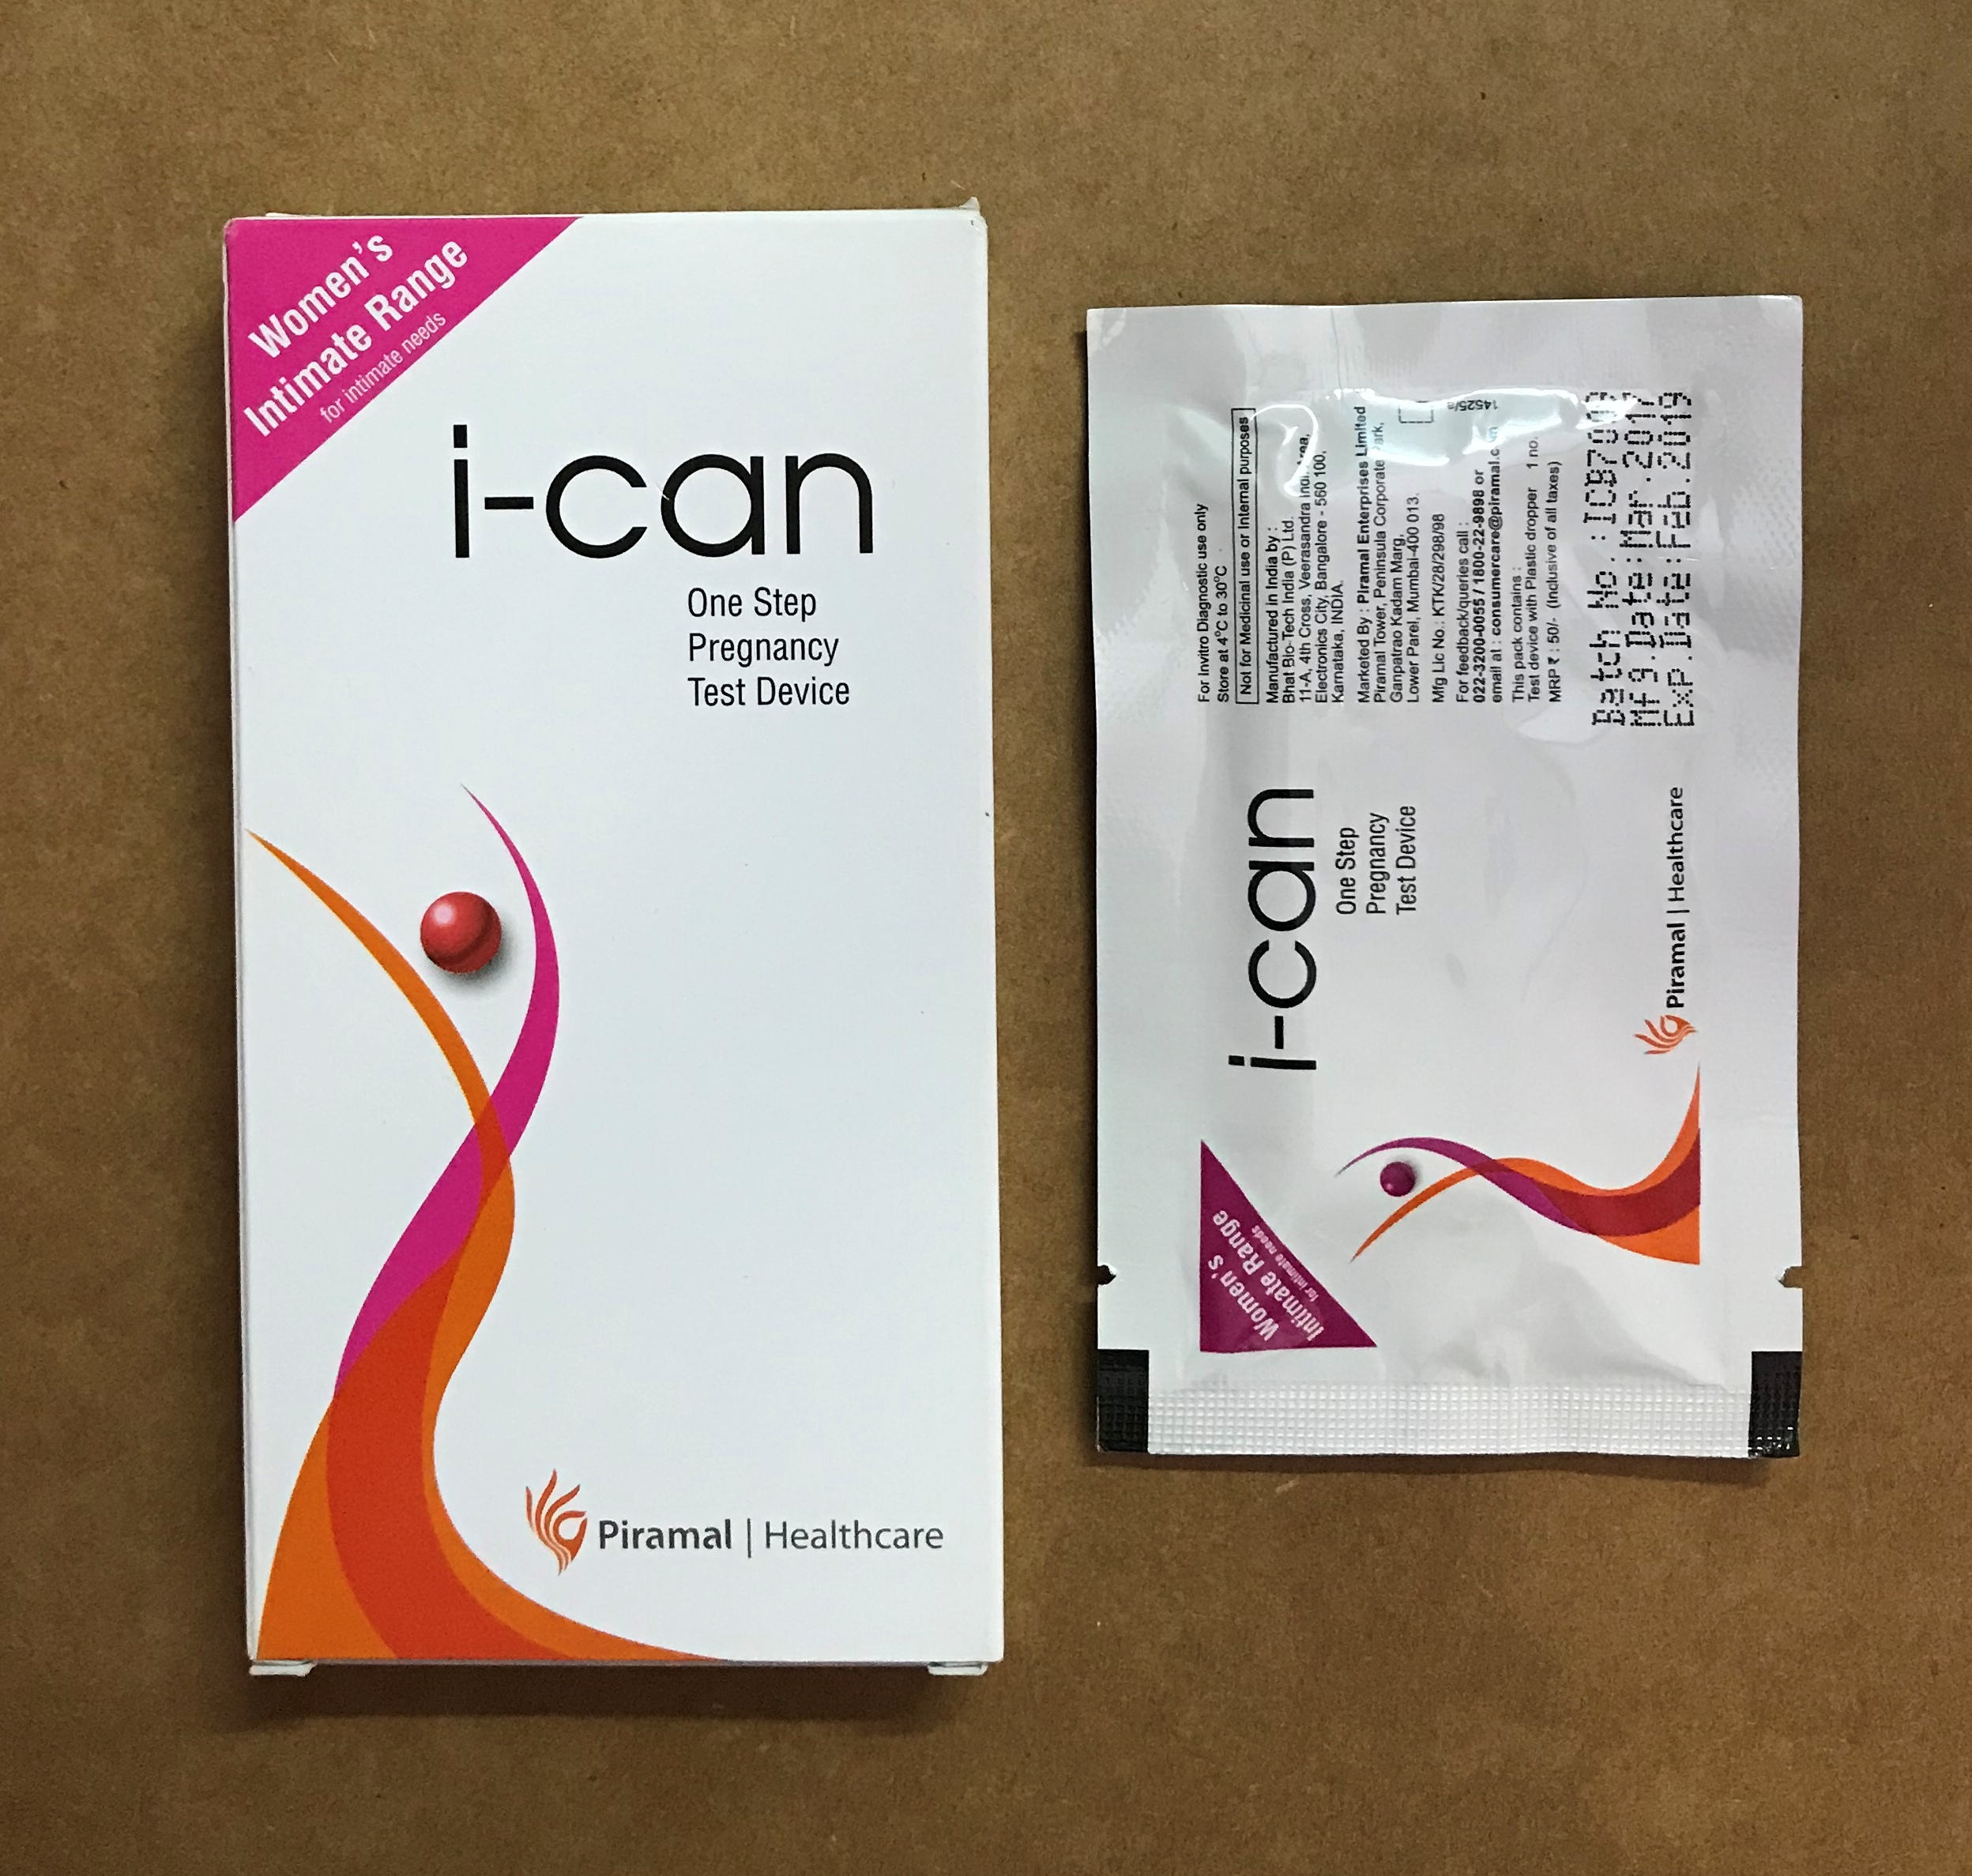 Women's
Intimate Range
for intimate needs
i-can
One Step
Pregnancy
Test Device
Piramal | Healthcare
For Invitro Diagnostic use only
Store at 4°C to 30°C
Not for Medicinal use or Internal purposes
Manufactured in India by :
Bhat Bio-Tech India (P) Ltd.
11-A, 4th Cross, Veerasandra Indl. Area,
Electronics City, Bangalore - 560 100,
Karnataka, INDIA.
Marketed By : Piramal Enterprises Limited
Piramal Tower, Peninsula Corporate Park,
Ganpatrao Kadam Marg,
Lower Parel, Mumbai-400 013.
Mfg Lic No.: KTK/28/298/98
For feedback/queries call :
022-3200-0055 / 1800-22-9898 or
email at : consumercare@piramal.com
This pack contains :
Test device with Plastic dropper 1 no.
MRP ₹ : 50/- (Inclusive of all taxes)
14525/a
Batch No.:
Mfg.Date:Mar.2017
Exp.Date:Feb.2019
i-can
One Step
Pregnancy
Test Device
Piramal | Healthcare
Women's
Intimate Range
for intimate needs